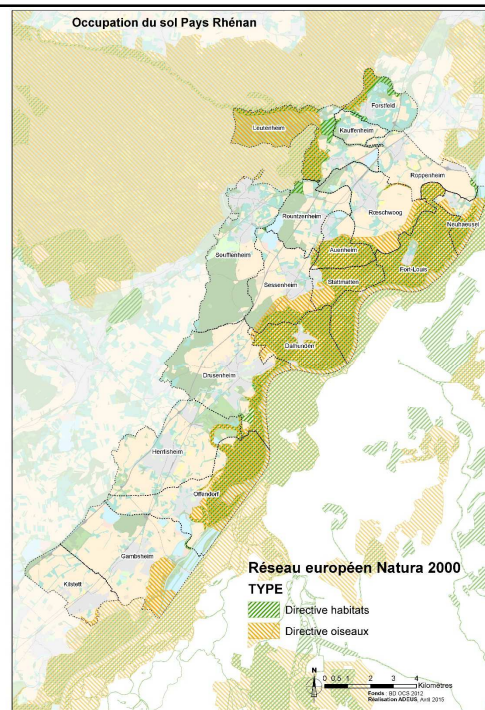 Occupation du sol Pays Rhénan
Forstfeld
Leutenheim
Kauffenheim
Roppenheim
Rountzenheim
Rœschwoog
Neuhaeusel
Soufflenheim
Auenheim
Fort-Louis
Sessenheim
Stattmatten
Dalhunden
Drusenheim
Herrlisheim
Offendorf
Gambsheim
Kilstett
Réseau européen Natura 2000
TYPE
Directive habitats
Directive oiseaux
N
0 0,5 1 2 3 4
Kilomètres
Fonds : BD OCS 2012
Réalisation ADEUS, Avril 2015